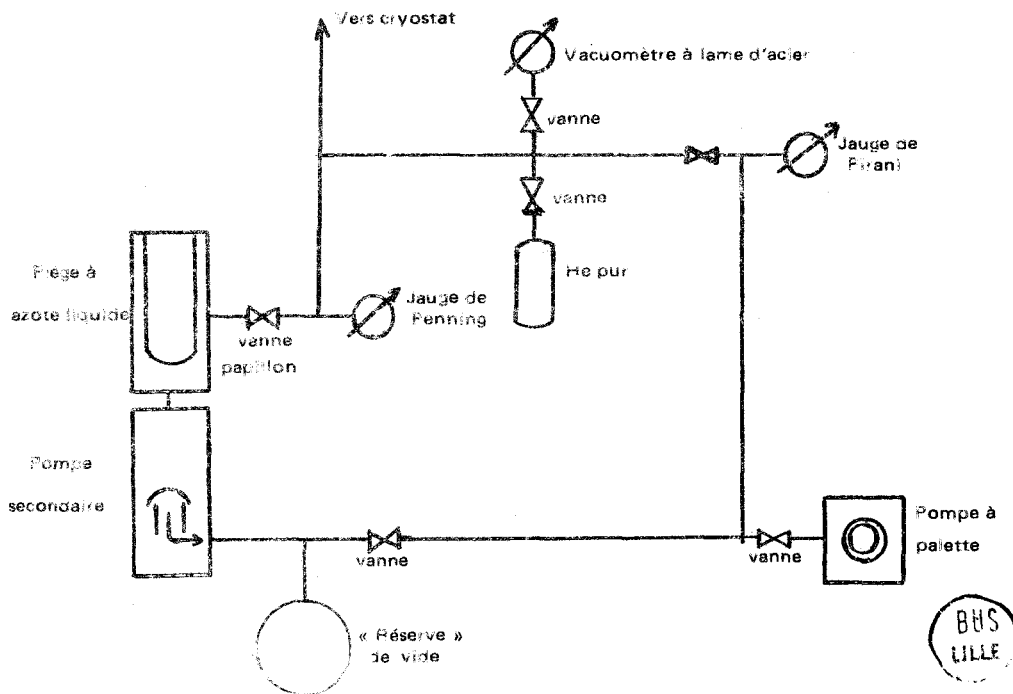 Vers cryostat
Vacuomètre à lame d'acier
vanne
Jauge de
Pirani
vanne
He pur
Piège à
azote liquide
Jauge de
Penning
vanne
papillon
Pompe
secondaire
Pompe à
palette
vanne
vanne
« Réserve »
de vide
BUS
LILLE